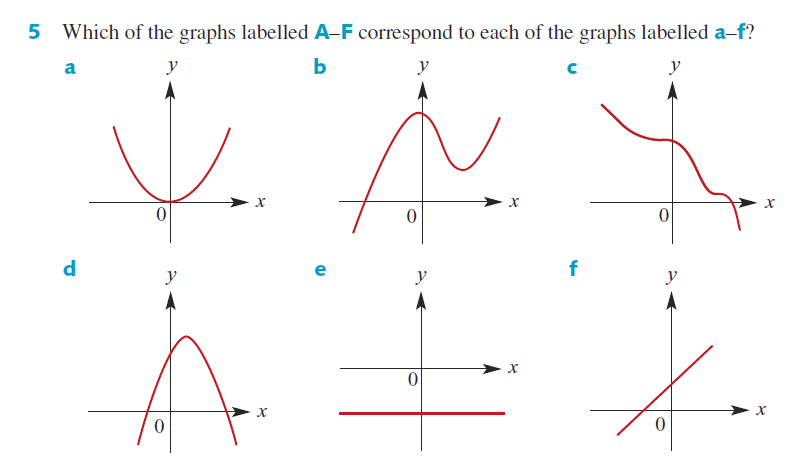 5 Which of the graphs labelled A–F correspond to each of the graphs labelled a–f?
a y b y c y
0 x 0 x 0 x
d y e y f y
0 x 0 x 0 x